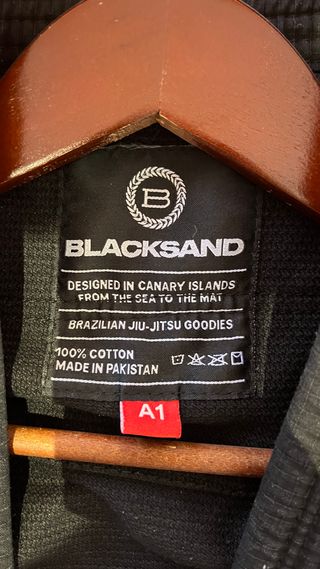 B
BLACKSAND
DESIGNED IN CANARY ISLANDS
FROM THE SEA TO THE MAT
BRAZILIAN JIU-JITSU GOODIES
100% COTTON
MADE IN PAKISTAN
A1